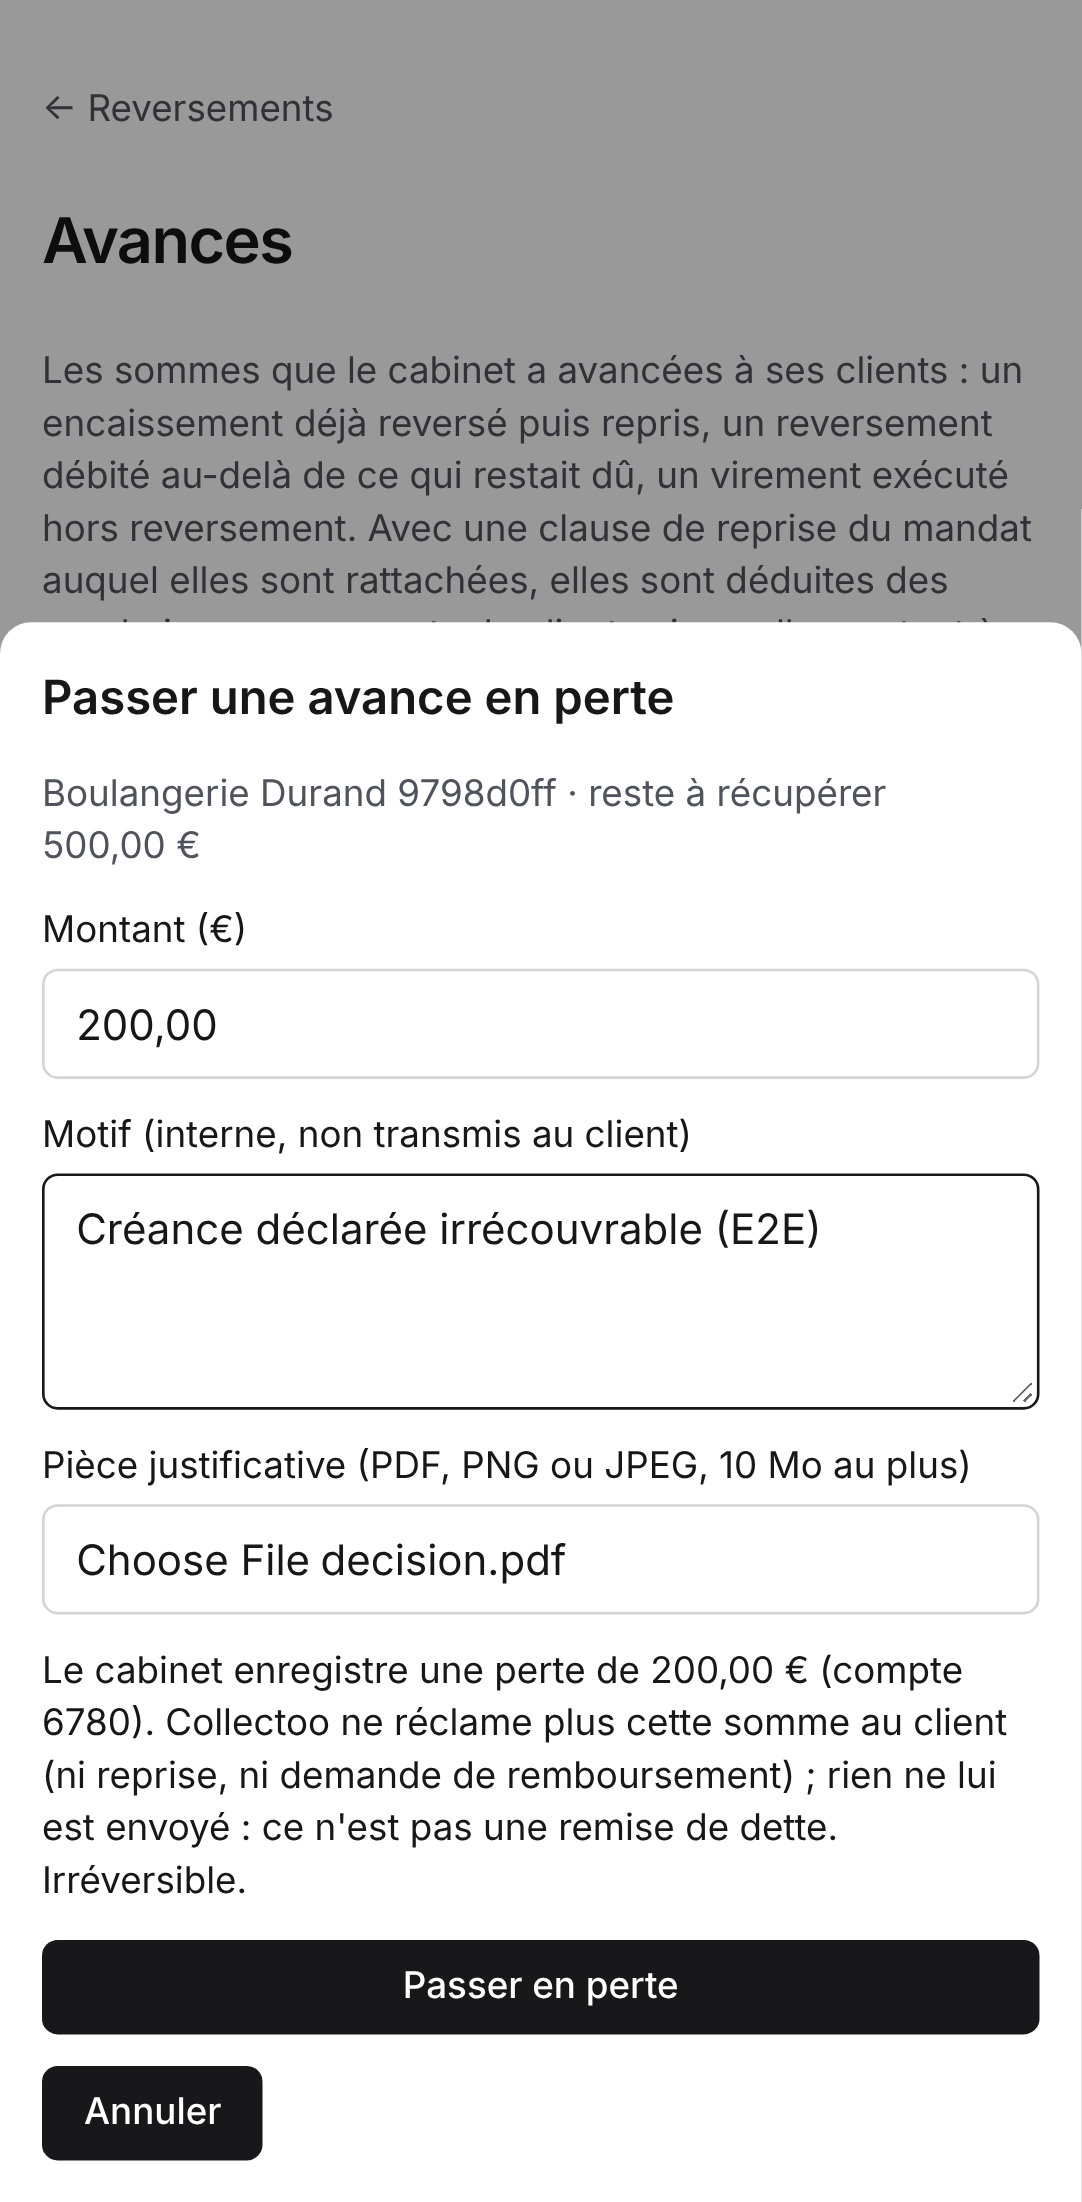 ← Reversements
Avances
Les sommes que le cabinet a avancées à ses clients : un
encaissement déjà reversé puis repris, un reversement
débité au-delà de ce qui restait dû, un virement exécuté
hors reversement. Avec une clause de reprise du mandat
auquel elles sont rattachées, elles sont déduites des
Passer une avance en perte
Boulangerie Durand 9798d0ff · reste à récupérer
500,00 €
Montant (€)
200,00
Motif (interne, non transmis au client)
Créance déclarée irrécouvrable (E2E)
Pièce justificative (PDF, PNG ou JPEG, 10 Mo au plus)
Choose File decision.pdf
Le cabinet enregistre une perte de 200,00 € (compte
6780). Collectoo ne réclame plus cette somme au client
(ni reprise, ni demande de remboursement) ; rien ne lui
est envoyé : ce n'est pas une remise de dette.
Irréversible.
Passer en perte
Annuler